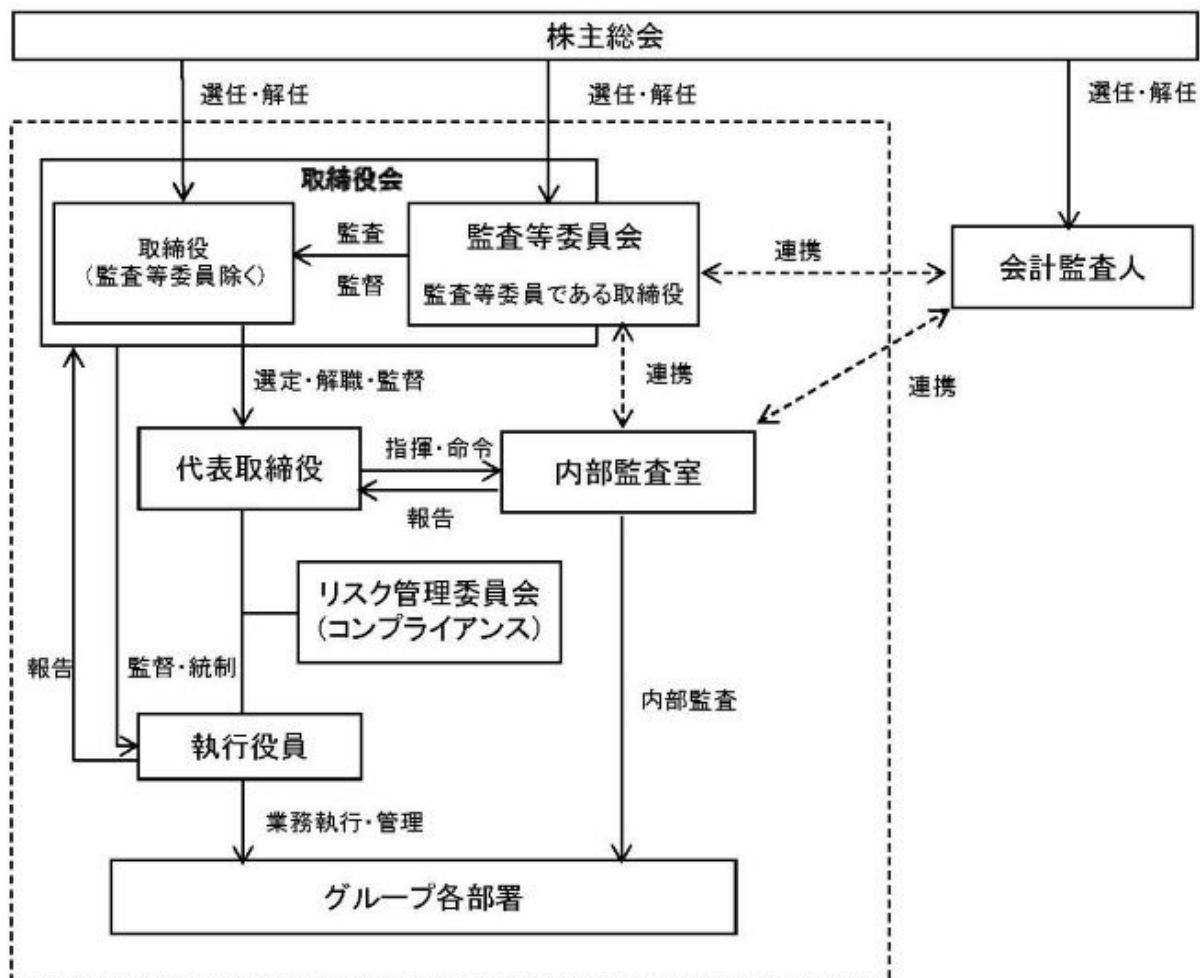 株主総会
選任・解任
選任・解任
選任・解任
取締役会
取締役
(監査等委員除く)
監査
監督
監査等委員会
監査等委員である取締役
連携
会計監査人
選定・解職・監督
連携
連携
代表取締役
指揮・命令
報告
内部監査室
リスク管理委員会
(コンプライアンス)
報告
監督・統制
内部監査
執行役員
業務執行・管理
グループ各部署